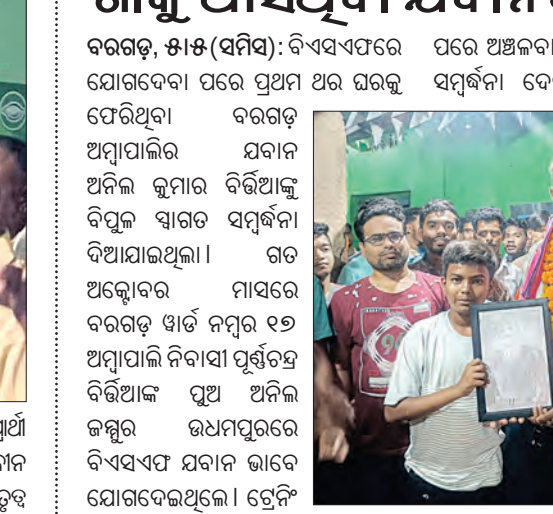 ବରଗଡ଼, ୫।୫(ସମିସ): ବିଏସଏଫରେ
ଯୋଗଦେବା ପରେ ପ୍ରଥମ ଥର ଘରକୁ
ଫେରିଥିବା ବରଗଡ଼
ଅମ୍ବାପାଲିର ଯବାନ
ଅନିଲ କୁମାର ବିର୍ଡିଆଙ୍କୁ
ବିପୁଳ ସ୍ୱାଗତ ସମ୍ବର୍ଦ୍ଧନା
ଦିଆଯାଇଥିଲା। ଗତ
ଅକ୍ଟୋବର ମାସରେ
ବରଗଡ଼ ୱାର୍ଡ ନମ୍ବର ୧୭
ଅମ୍ବାପାଲି ନିବାସୀ ପୂର୍ଣ୍ଣଚନ୍ଦ୍ର
ବିର୍ଡିଆଙ୍କ ପୁଅ ଅନିଲ
ଜମ୍ମୁର ଉଧମପୁରରେ
ବିଏସଏଫ ଯବାନ ଭାବେ
ଯୋଗଦେଇଥିଲେ। ଟ୍ରେନିଂ
ପରେ
ସମ୍ବର୍ଦ୍ଧନା